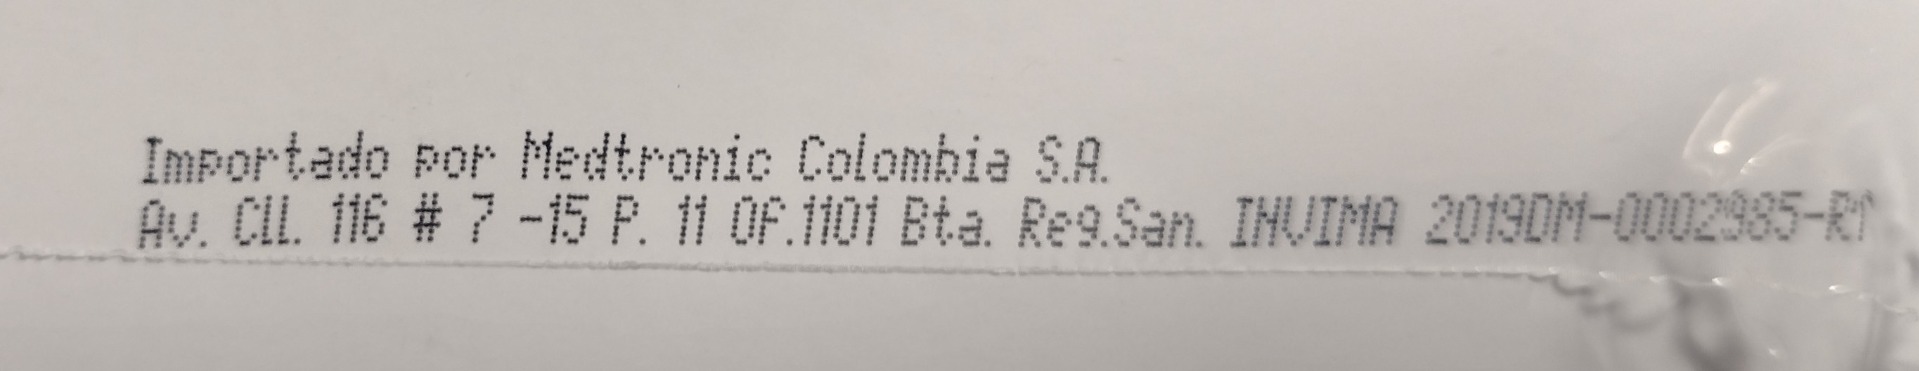 Importado por Medtronic Colombia S.A.
Av. Cll. 116 # 7 -15 P. 11 OF.1101 Bta. Reg.San. INVIMA 2019DM-0002985-R1